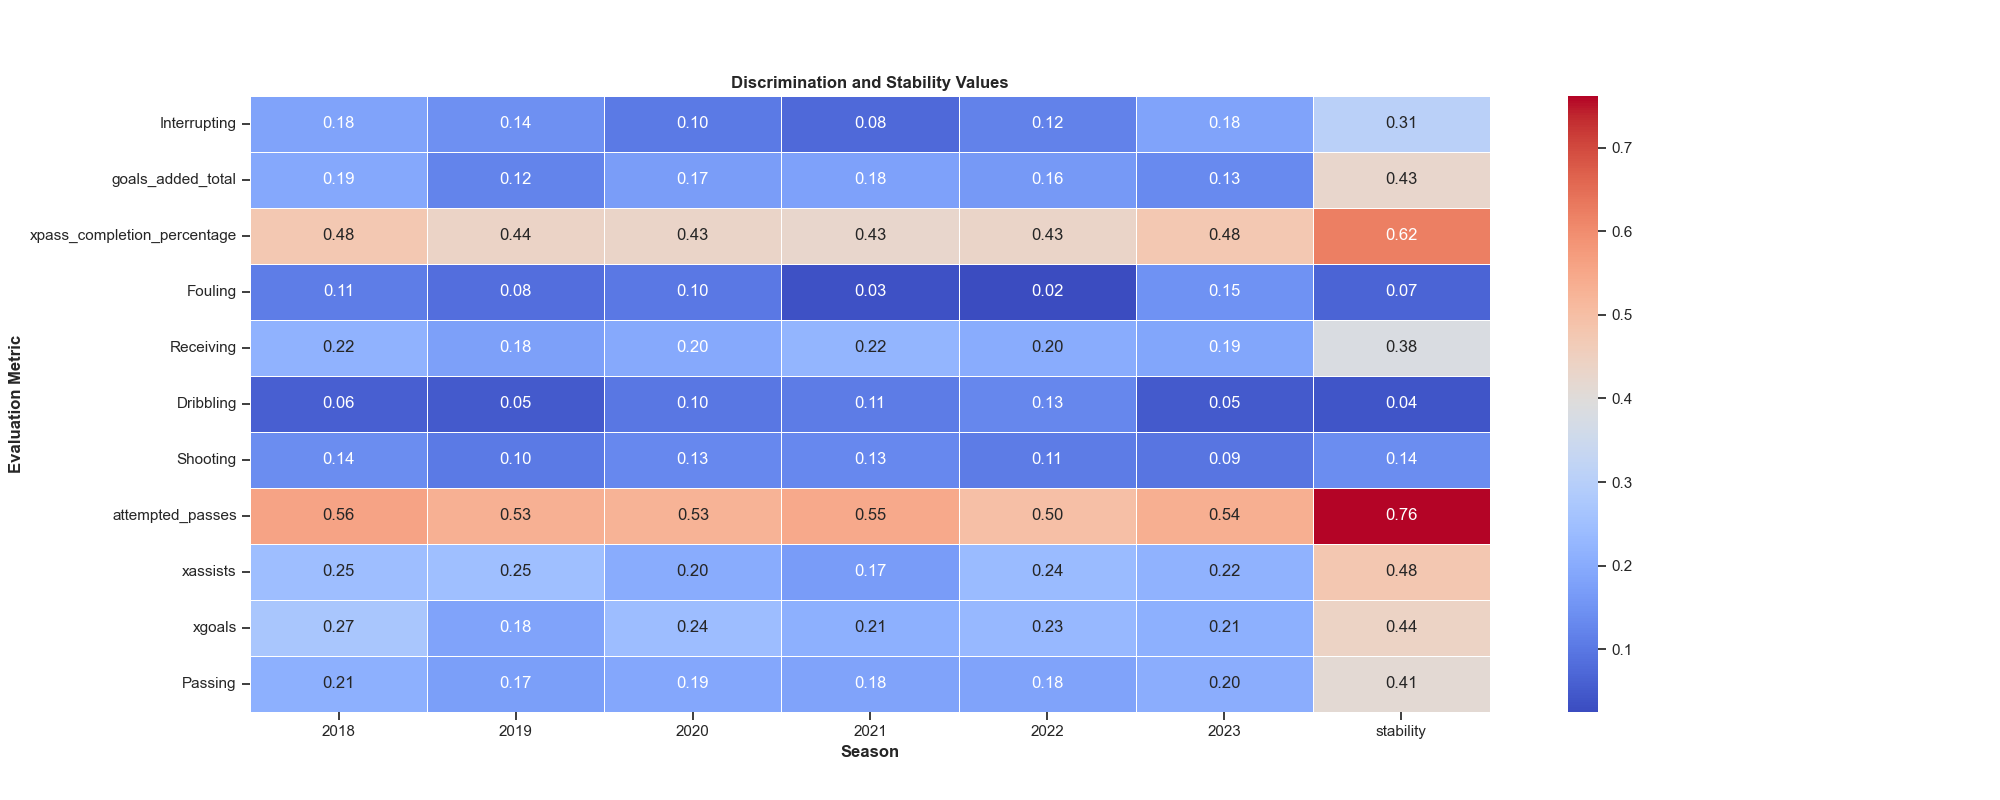 Discrimination and Stability Values
Interrupting 0.18 0.14 0.10 0.08 0.12 0.18 0.31
goals_added_total 0.19 0.12 0.17 0.18 0.16 0.13 0.43
xpass_completion_percentage 0.48 0.44 0.43 0.43 0.43 0.48 0.62
Fouling 0.11 0.08 0.10 0.03 0.02 0.15 0.07
Receiving 0.22 0.18 0.20 0.22 0.20 0.19 0.38
Dribbling 0.06 0.05 0.10 0.11 0.13 0.05 0.04
Shooting 0.14 0.10 0.13 0.13 0.11 0.09 0.14
attempted_passes 0.56 0.53 0.53 0.55 0.50 0.54 0.76
xassists 0.25 0.25 0.20 0.17 0.24 0.22 0.48
xgoals 0.27 0.18 0.24 0.21 0.23 0.21 0.44
Passing 0.21 0.17 0.19 0.18 0.18 0.20 0.41
2018 2019 2020 2021 2022 2023 stability
Season
Evaluation Metric
0.7
0.6
0.5
0.4
0.3
0.2
0.1